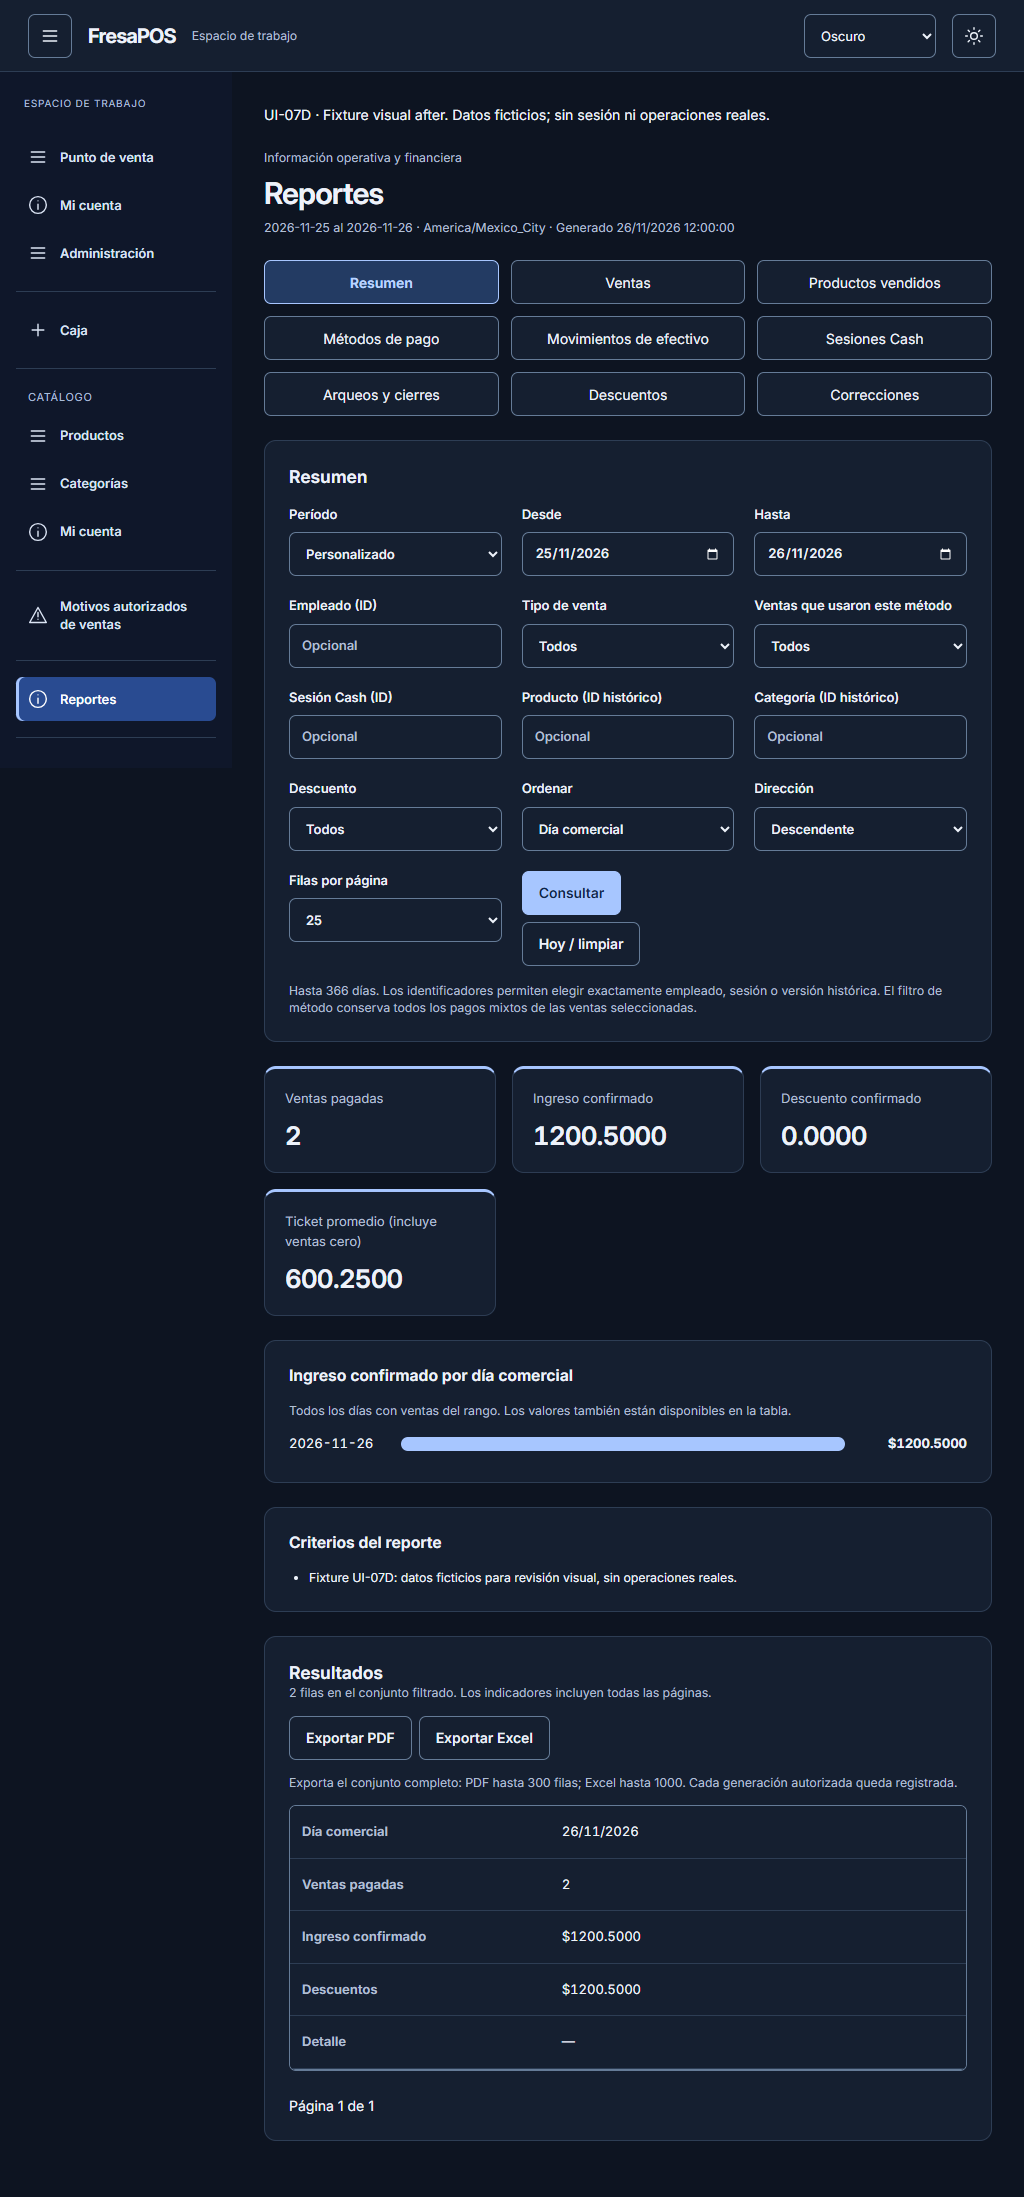 FresaPOS
Espacio de trabajo
Oscuro
ESPACIO DE TRABAJO
Punto de venta
Mi cuenta
Administración
Caja
CATÁLOGO
Productos
Categorías
Mi cuenta
Motivos autorizados
de ventas
Reportes
UI-07D · Fixture visual after. Datos ficticios; sin sesión ni operaciones reales.
Información operativa y financiera
Reportes
2026-11-25 al 2026-11-26 · America/Mexico_City · Generado 26/11/2026 12:00:00
Resumen
Ventas
Productos vendidos
Métodos de pago
Movimientos de efectivo
Sesiones Cash
Arqueos y cierres
Descuentos
Correcciones
Resumen
Período
Desde
Hasta
Personalizado
25/11/2026
26/11/2026
Empleado (ID)
Tipo de venta
Ventas que usaron este método
Opcional
Todos
Todos
Sesión Cash (ID)
Producto (ID histórico)
Categoría (ID histórico)
Opcional
Opcional
Opcional
Descuento
Ordenar
Dirección
Todos
Día comercial
Descendente
Filas por página
25
Consultar
Hoy / limpiar
Hasta 366 días. Los identificadores permiten elegir exactamente empleado, sesión o versión histórica. El filtro de
método conserva todos los pagos mixtos de las ventas seleccionadas.
Ventas pagadas
2
Ingreso confirmado
1200.5000
Descuento confirmado
0.0000
Ticket promedio (incluye
ventas cero)
600.2500
Ingreso confirmado por día comercial
Todos los días con ventas del rango. Los valores también están disponibles en la tabla.
2026-11-26
$1200.5000
Criterios del reporte
• Fixture UI-07D: datos ficticios para revisión visual, sin operaciones reales.
Resultados
2 filas en el conjunto filtrado. Los indicadores incluyen todas las páginas.
Exportar PDF
Exportar Excel
Exporta el conjunto completo: PDF hasta 300 filas; Excel hasta 1000. Cada generación autorizada queda registrada.
Día comercial
26/11/2026
Ventas pagadas
2
Ingreso confirmado
$1200.5000
Descuentos
$1200.5000
Detalle
—
Página 1 de 1